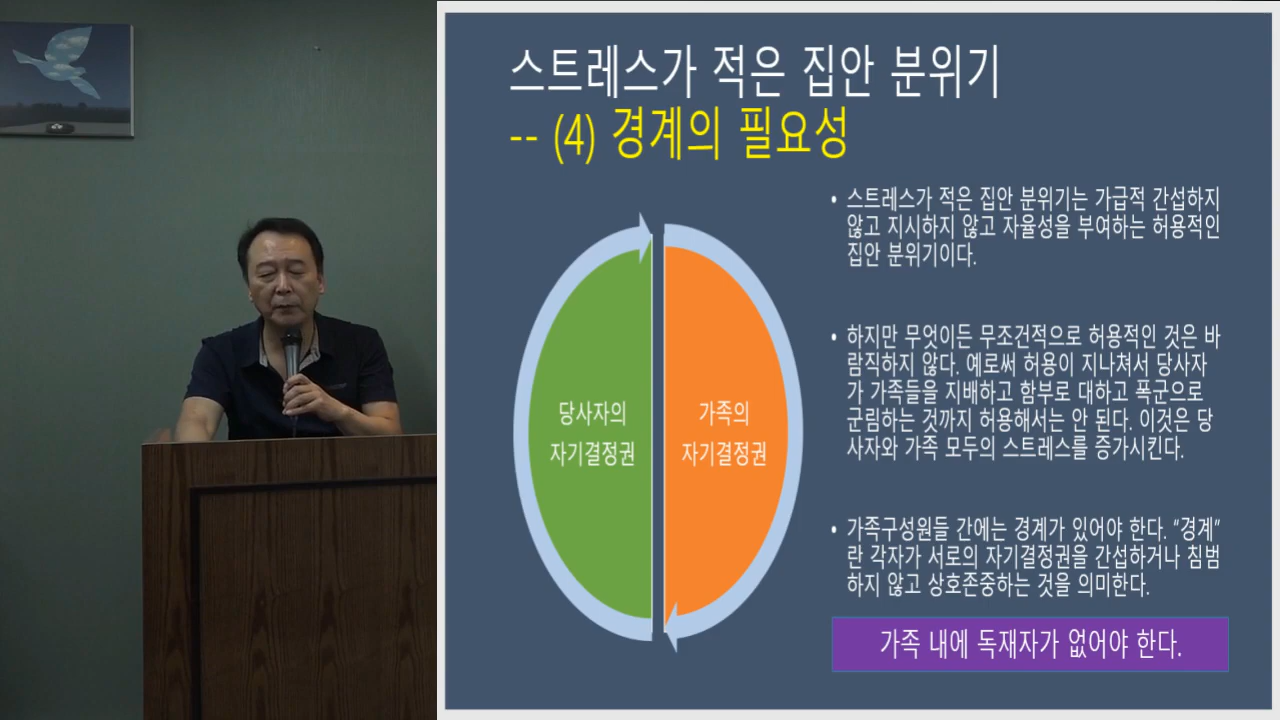 스트레스가 적은 집안 분위기
-- (4) 경계의 필요성
• 스트레스가 적은 집안 분위기는 가급적 간섭하지
않고 지시하지 않고 자율성을 부여하는 허용적인
집안 분위기이다.
• 하지만 무엇이든 무조건적으로 허용적인 것은 바
람직하지 않다. 예로써 허용이 지나쳐서 당사자
가 가족들을 지배하고 함부로 대하고 폭군으로
군림하는 것까지 허용해서는 안 된다. 이것은 당
사자와 가족 모두의 스트레스를 증가시킨다.
• 가족구성원들 간에는 경계가 있어야 한다. “경계”
란 각자가 서로의 자기결정권을 간섭하거나 침범
하지 않고 상호존중하는 것을 의미한다.
당사자의
자기결정권
가족의
자기결정권
가족 내에 독재자가 없어야 한다.